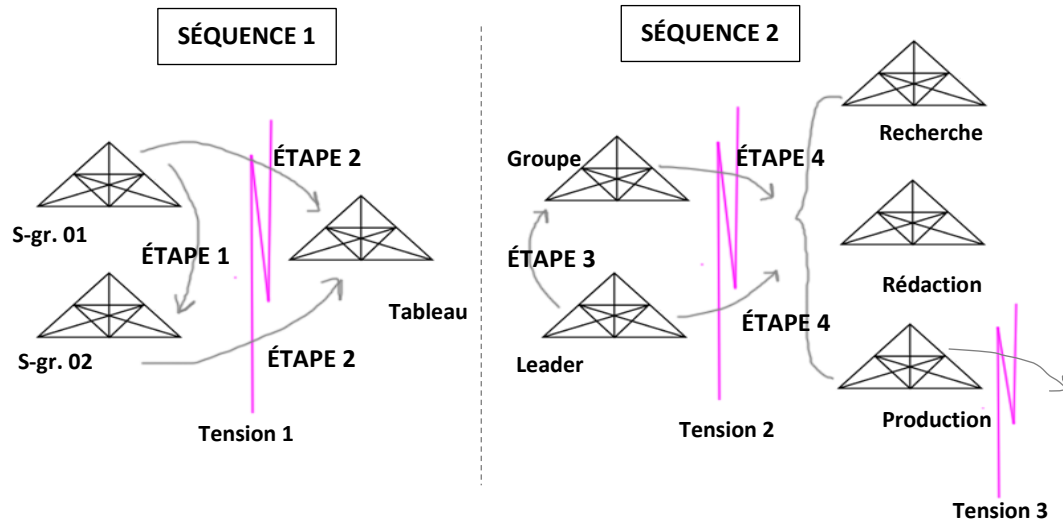 SÉQUENCE 1
ÉTAPE 2
S-gr. 01
ÉTAPE 1
Tableau
S-gr. 02
ÉTAPE 2
Tension 1
SÉQUENCE 2
Recherche
Groupe
ÉTAPE 4
ÉTAPE 3
Rédaction
ÉTAPE 4
Leader
Production
Tension 2
Tension 3